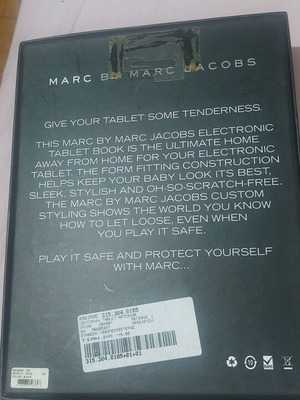 MARC BY MARC JACOBS
GIVE YOUR TABLET SOME TENDERNESS.
THIS MARC BY MARC JACOBS ELECTRONIC
TABLET BOOK IS THE ULTIMATE HOME
AWAY FROM HOME FOR YOUR ELECTRONIC
TABLET. THE FORM FITTING CONSTRUCTION
HELPS KEEP YOUR BABY LOOK ITS BEST,
SLEEK, STYLISH AND OH-SO-SCRATCH-FREE.
THE MARC BY MARC JACOBS CUSTOM
STYLING SHOWS THE WORLD YOU KNOW
HOW TO LET LOOSE, EVEN WHEN
YOU PLAY IT SAFE.
PLAY IT SAFE AND PROTECT YOURSELF
WITH MARC...
315.304.0185
315.304.0185+01+01